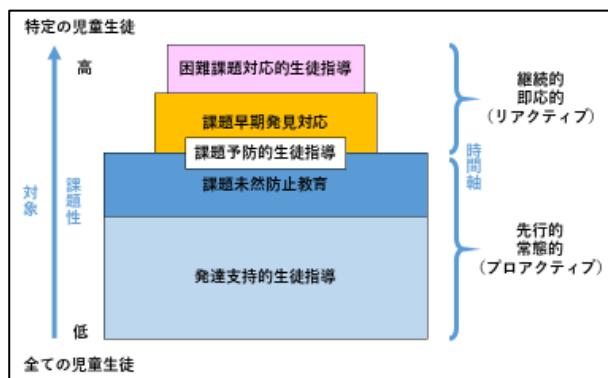 特定の児童生徒
高
困難課題対応的生徒指導
継続的
即応的
(リアクティブ)
課題早期発見対応
課題予防的生徒指導
課題未然防止教育
対象
課題性
時間軸
先行的
常態的
(プロアクティブ)
発達支持的生徒指導
低
全ての児童生徒